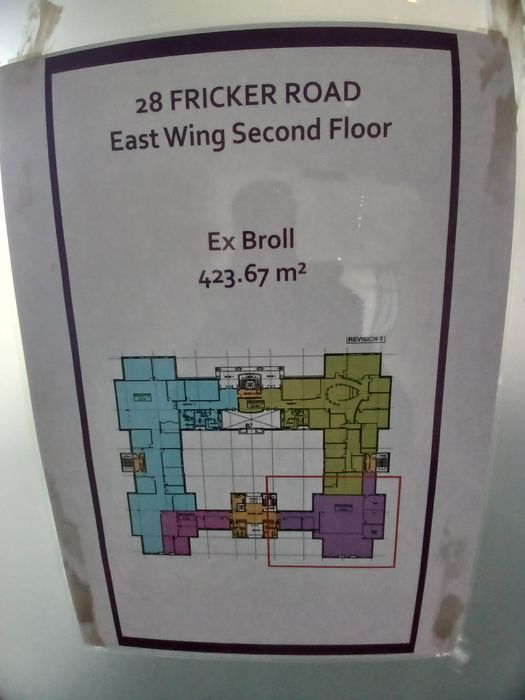 28 FRICKER ROAD
East Wing Second Floor
Ex Broll
423.67 m²
REVISION 5